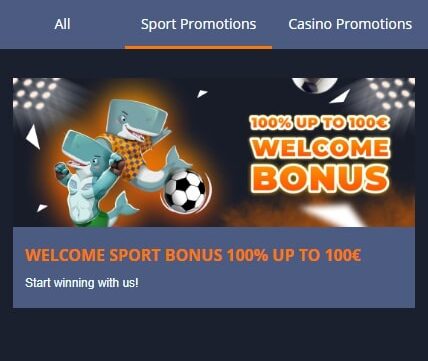 All
Sport Promotions
Casino Promotions
100% UP TO 100€
WELCOME
BONUS
WELCOME SPORT BONUS 100% UP TO 100€
Start winning with us!